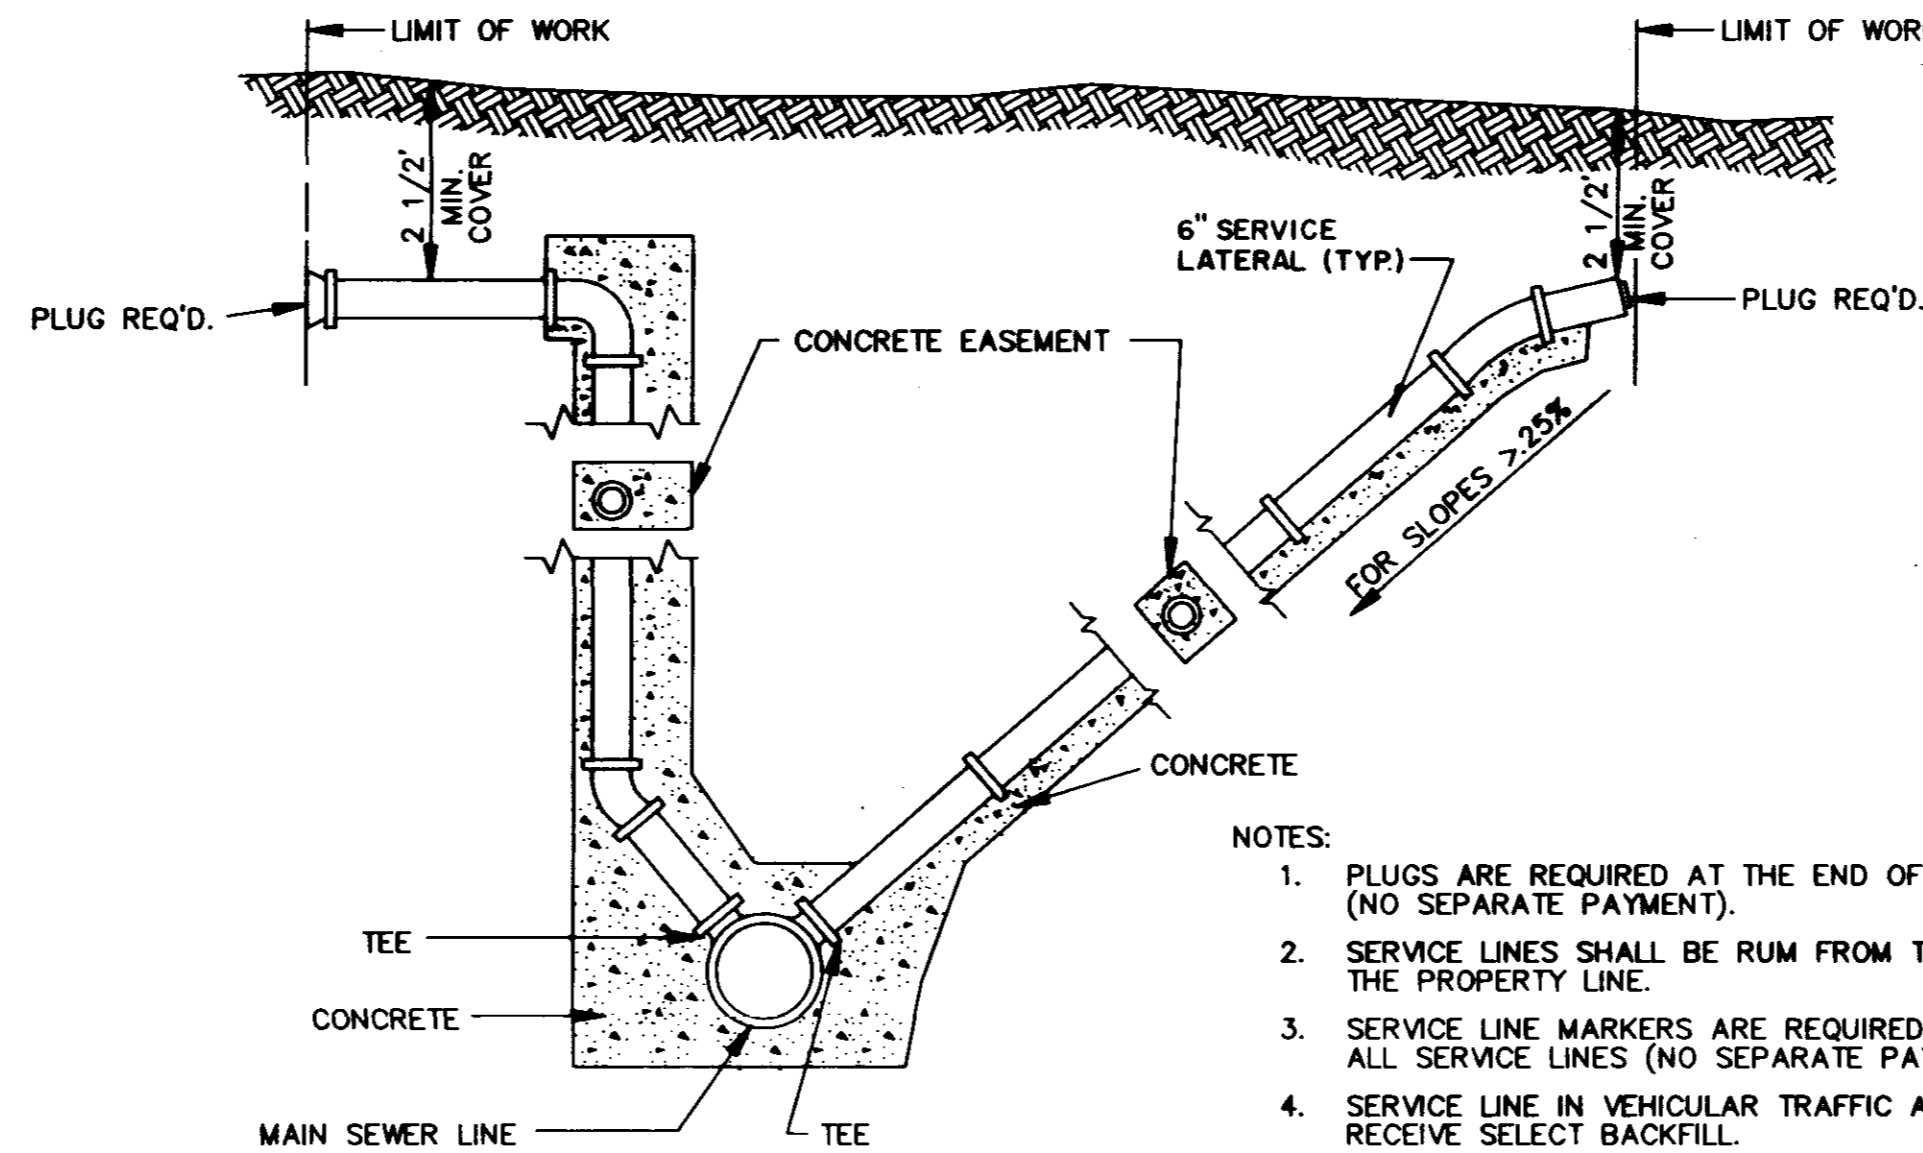 LIMIT OF WORK
LIMIT OF WOR
2 1/2'
MIN.
COVER
2 1/2'
MIN.
COVER
6" SERVICE
LATERAL (TYP.)
PLUG REQ'D.
PLUG REQ'D.
CONCRETE EASEMENT
FOR SLOPES >.25%
CONCRETE
TEE
CONCRETE
MAIN SEWER LINE
TEE
NOTES:
1. PLUGS ARE REQUIRED AT THE END OF
(NO SEPARATE PAYMENT).
2. SERVICE LINES SHALL BE RUM FROM T
THE PROPERTY LINE.
3. SERVICE LINE MARKERS ARE REQUIRED
ALL SERVICE LINES (NO SEPARATE PA
4. SERVICE LINE IN VEHICULAR TRAFFIC A
RECEIVE SELECT BACKFILL.